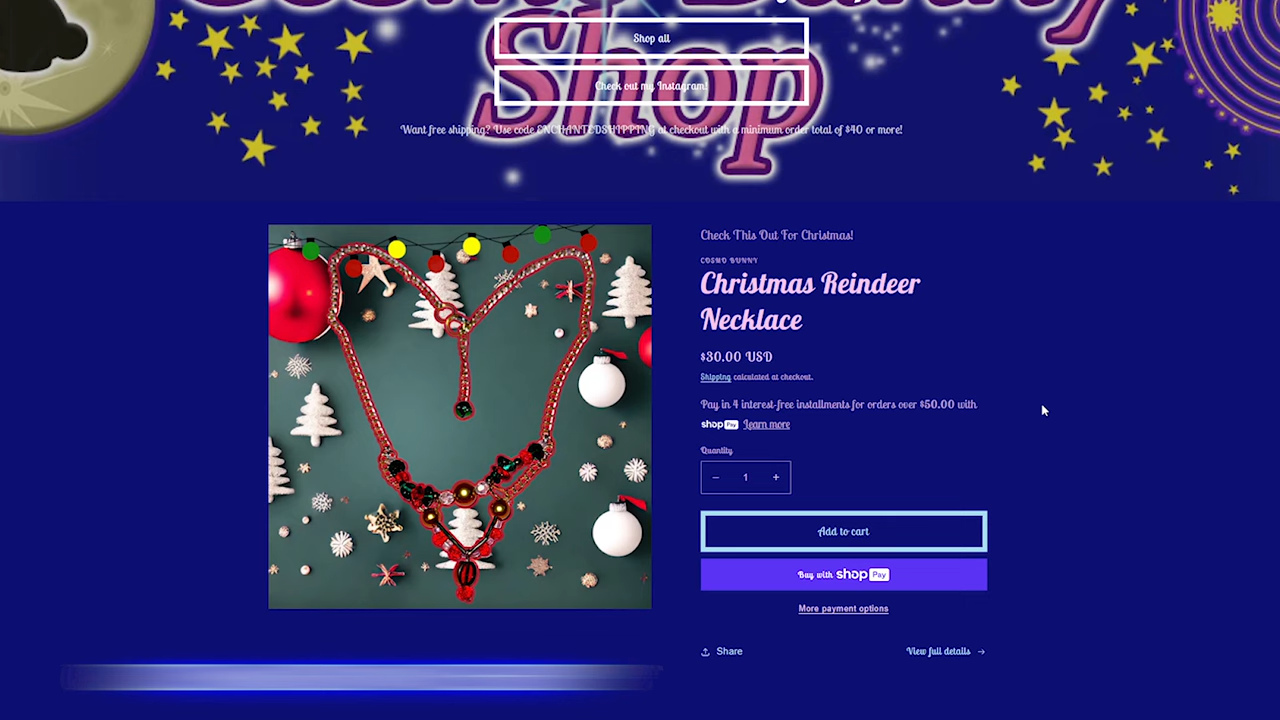 Shop
Shop all
Check out my Instagram!
Want free shipping? Use code ENCHANTEDSHIPPING at checkout with a minimum order total of $40 or more!
Check This Out For Christmas!
COSMO BUNNY
Christmas Reindeer
Necklace
$30.00 USD
Shipping calculated at checkout.
Pay in 4 interest-free installments for orders over $50.00 with
shop Pay Learn more
Quantity
− 1 +
Add to cart
Buy with shop Pay
More payment options
Share
View full details →